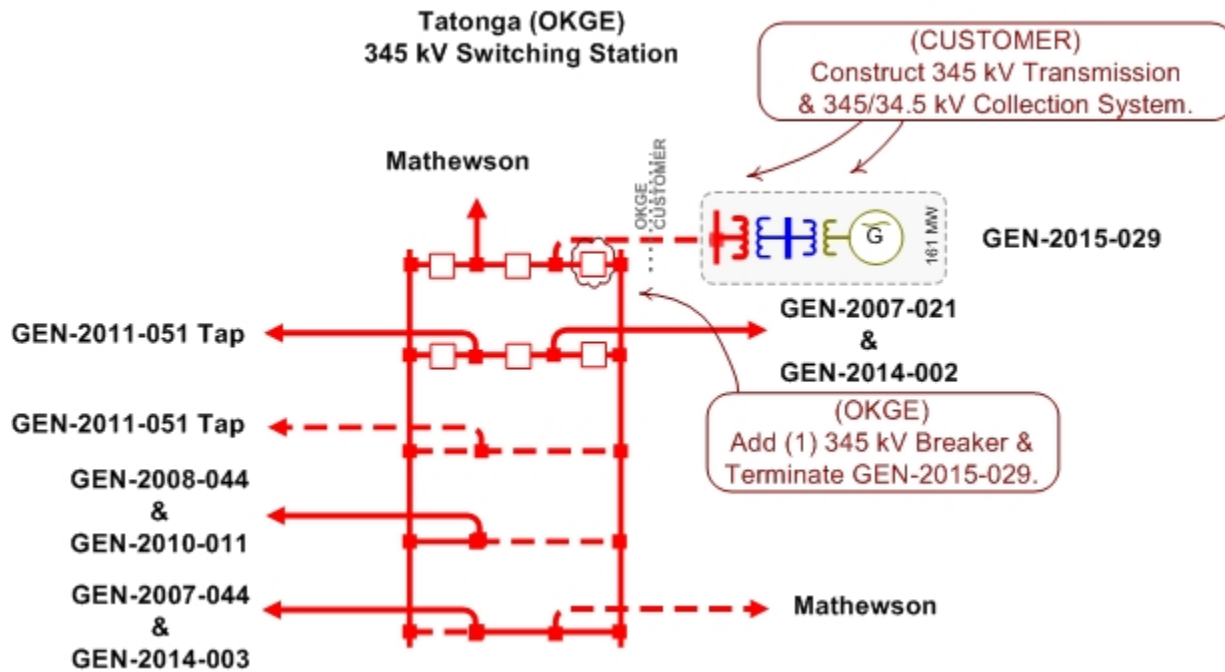 Tatonga (OKGE)
345 kV Switching Station
(CUSTOMER)
Construct 345 kV Transmission
& 345/34.5 kV Collection System.
Mathewson
OKGE
CUSTOMER
G
161 MW
GEN-2015-029
GEN-2011-051 Tap
GEN-2007-021
&
GEN-2014-002
GEN-2011-051 Tap
(OKGE)
Add (1) 345 kV Breaker &
Terminate GEN-2015-029.
GEN-2008-044
&
GEN-2010-011
GEN-2007-044
&
GEN-2014-003
Mathewson